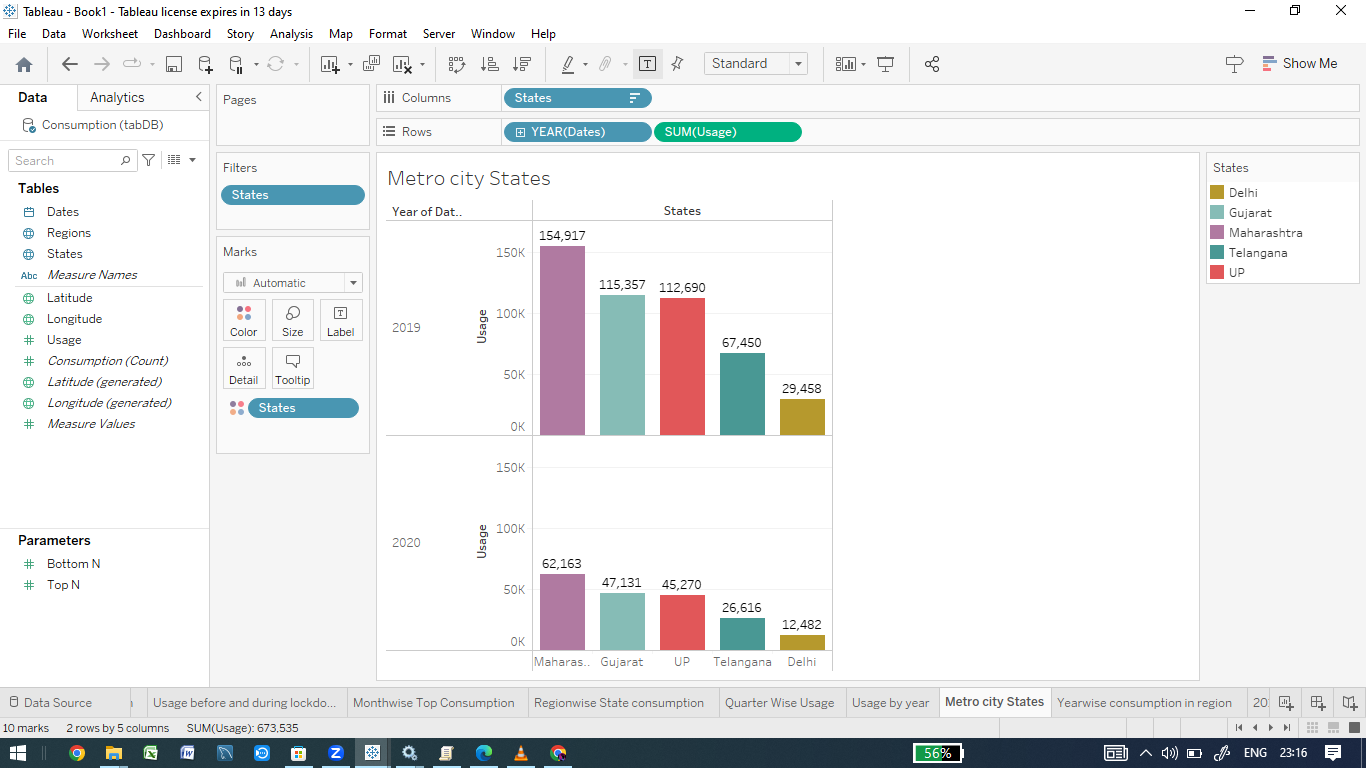 Tableau - Book1 - Tableau license expires in 13 days
File Data Worksheet Dashboard Story Analysis Map Format Server Window Help
Standard
Show Me
Data Analytics
Consumption (tabDB)
Search
Tables
Dates
Regions
States
Abc Measure Names
Latitude
Longitude
Usage
Consumption (Count)
Latitude (generated)
Longitude (generated)
Measure Values
Parameters
Bottom N
Top N
Pages
Filters
States
Marks
Automatic
Color Size Label
Detail Tooltip
States
Columns States
Rows YEAR(Dates) SUM(Usage)
Metro city States
Year of Dat.. States
2019
Usage
150K
100K
50K
0K
154,917
115,357
112,690
67,450
29,458
2020
Usage
150K
100K
50K
0K
62,163
47,131
45,270
26,616
12,482
Maharas.. Gujarat UP Telangana Delhi
States
Delhi
Gujarat
Maharashtra
Telangana
UP
Data Source Usage before and during lockdo... Monthwise Top Consumption Regionwise State consumption Quarter Wise Usage Usage by year Metro city States Yearwise consumption in region 20
10 marks 2 rows by 5 columns SUM(Usage): 673,535
56% ENG 23:16